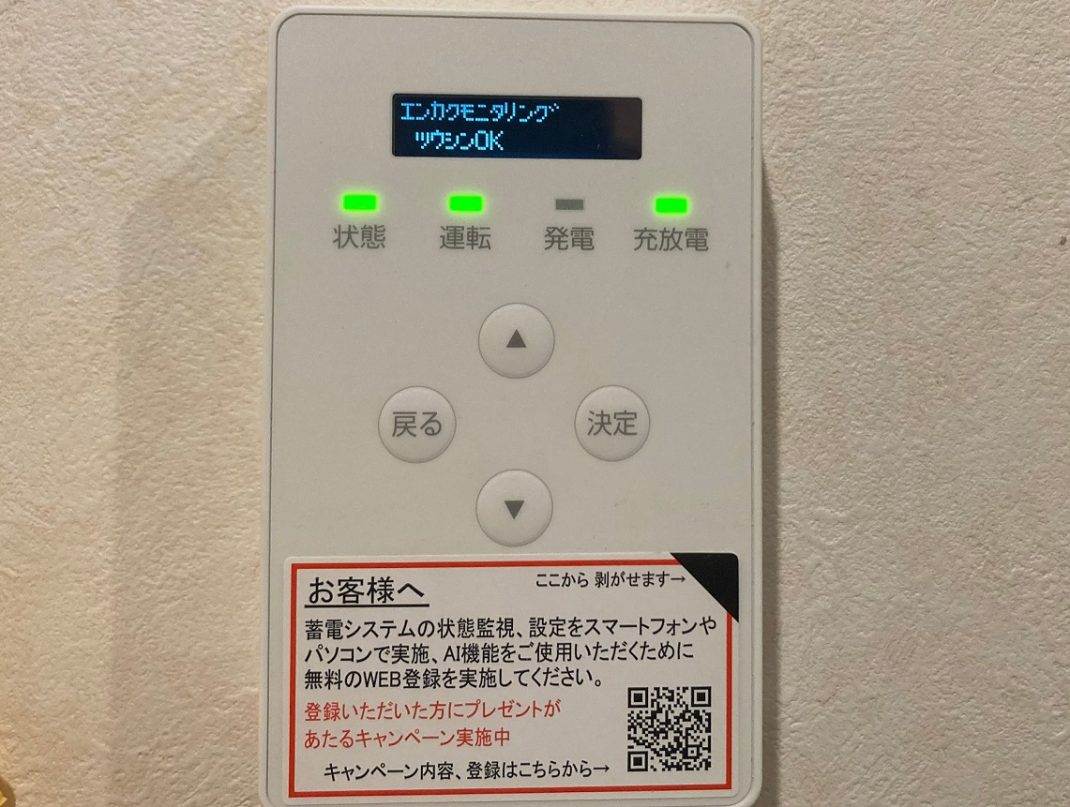 エンカクモニタリング
ツウシンOK
状態 運転 発電 充放電
▲
戻る 決定
▼
お客様へ ここから 剥がせます→
蓄電システムの状態監視、設定をスマートフォンや
パソコンで実施、AI機能をご使用いただくために
無料のWEB登録を実施してください。
登録いただいた方にプレゼントが
あたるキャンペーン実施中
キャンペーン内容、登録はこちらから→